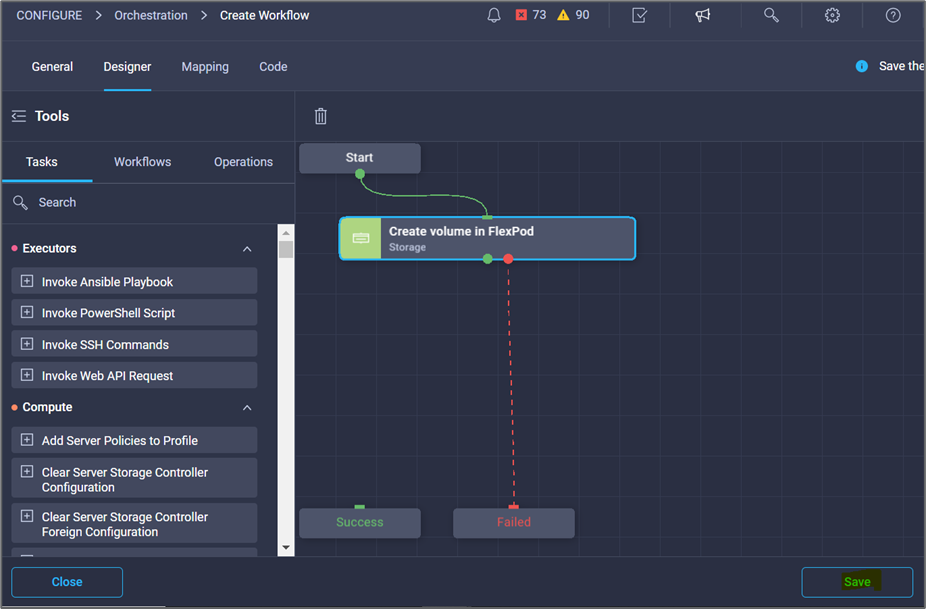 CONFIGURE > Orchestration > Create Workflow
73 90
General Designer Mapping Code
Save the
Tools
Tasks Workflows Operations
Search
Executors
Invoke Ansible Playbook
Invoke PowerShell Script
Invoke SSH Commands
Invoke Web API Request
Compute
Add Server Policies to Profile
Clear Server Storage Controller
Configuration
Clear Server Storage Controller
Foreign Configuration
Start
Create volume in FlexPod
Storage
Success
Failed
Close
Save